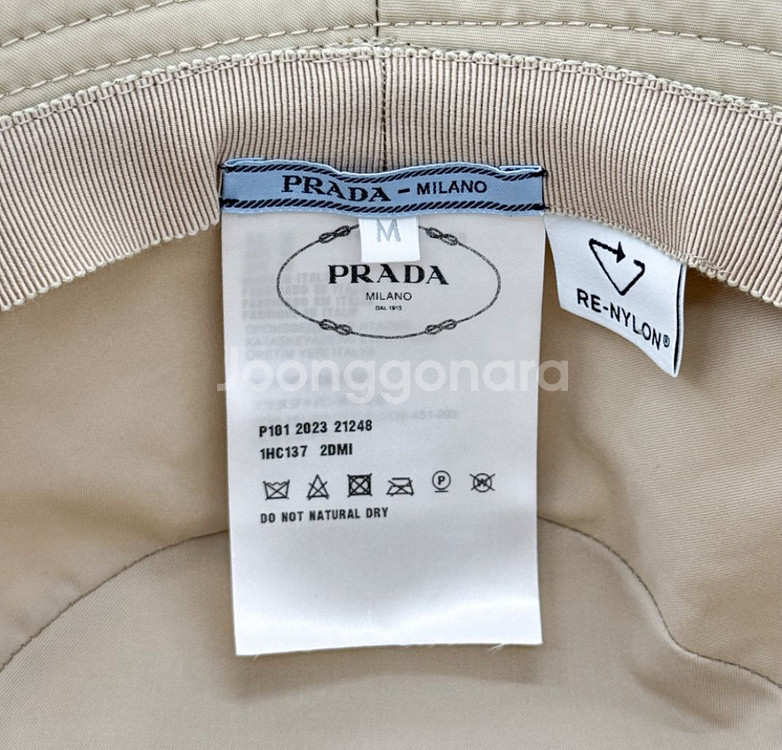 PRADA - MILANO
M
PRADA
MILANO
DAL 1913
RE-NYLON®
Joonggonara
P101 2023 21248
1HC137 2DMI
DO NOT NATURAL DRY